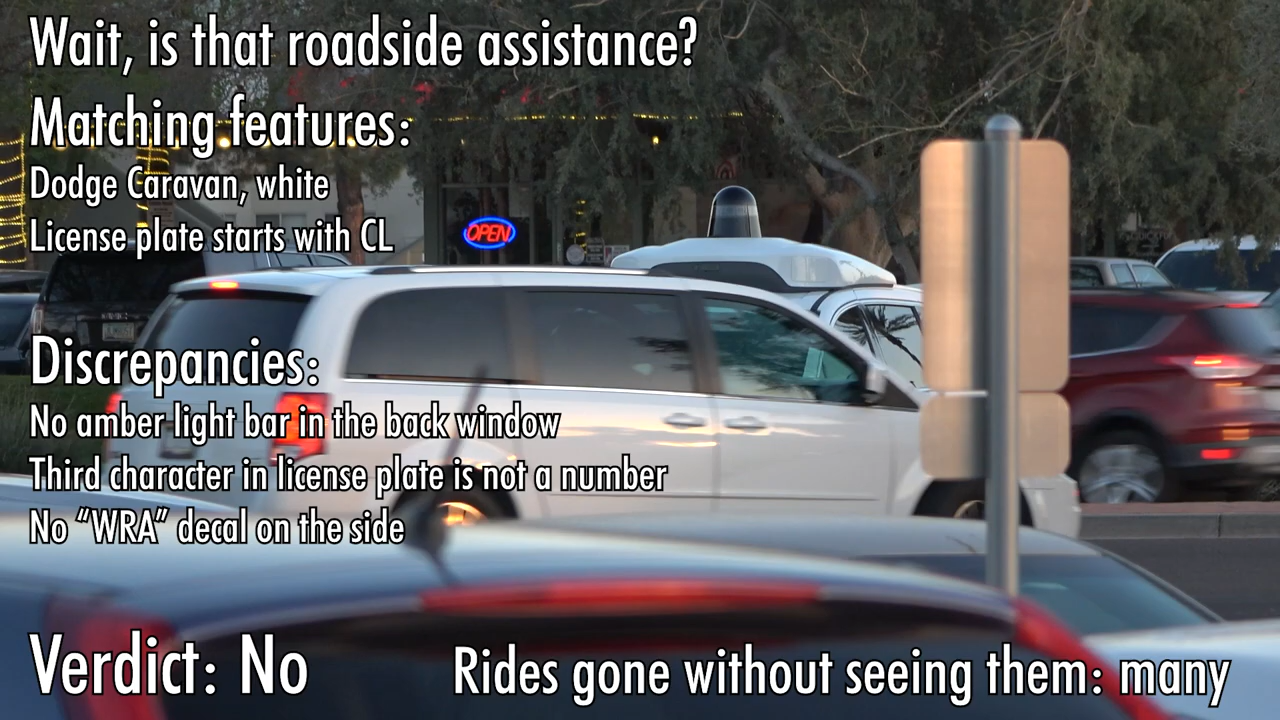 Wait, is that roadside assistance?
Matching features:
Dodge Caravan, white
License plate starts with CL
OPEN
Discrepancies:
No amber light bar in the back window
Third character in license plate is not a number
No “WRA” decal on the side
Verdict: No
Rides gone without seeing them: many